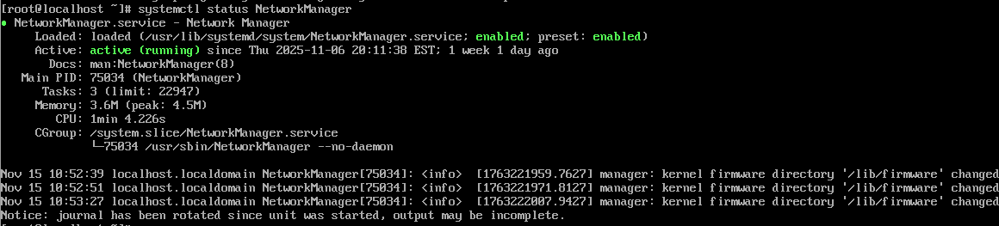 [root@localhost ~]# systemctl status NetworkManager
● NetworkManager.service - Network Manager
Loaded: loaded (/usr/lib/systemd/system/NetworkManager.service; enabled; preset: enabled)
Active: active (running) since Thu 2025-11-06 20:11:38 EST; 1 week 1 day ago
Docs: man:NetworkManager(8)
Main PID: 75034 (NetworkManager)
Tasks: 3 (limit: 22947)
Memory: 3.6M (peak: 4.5M)
CPU: 1min 4.226s
CGroup: /system.slice/NetworkManager.service
└─75034 /usr/sbin/NetworkManager --no-daemon
Nov 15 10:52:39 localhost.localdomain NetworkManager[75034]: <info>  [1763221959.7627] manager: kernel firmware directory '/lib/firmware' changed
Nov 15 10:52:51 localhost.localdomain NetworkManager[75034]: <info>  [1763221971.8127] manager: kernel firmware directory '/lib/firmware' changed
Nov 15 10:53:27 localhost.localdomain NetworkManager[75034]: <info>  [1763222007.9427] manager: kernel firmware directory '/lib/firmware' changed
Notice: journal has been rotated since unit was started, output may be incomplete.